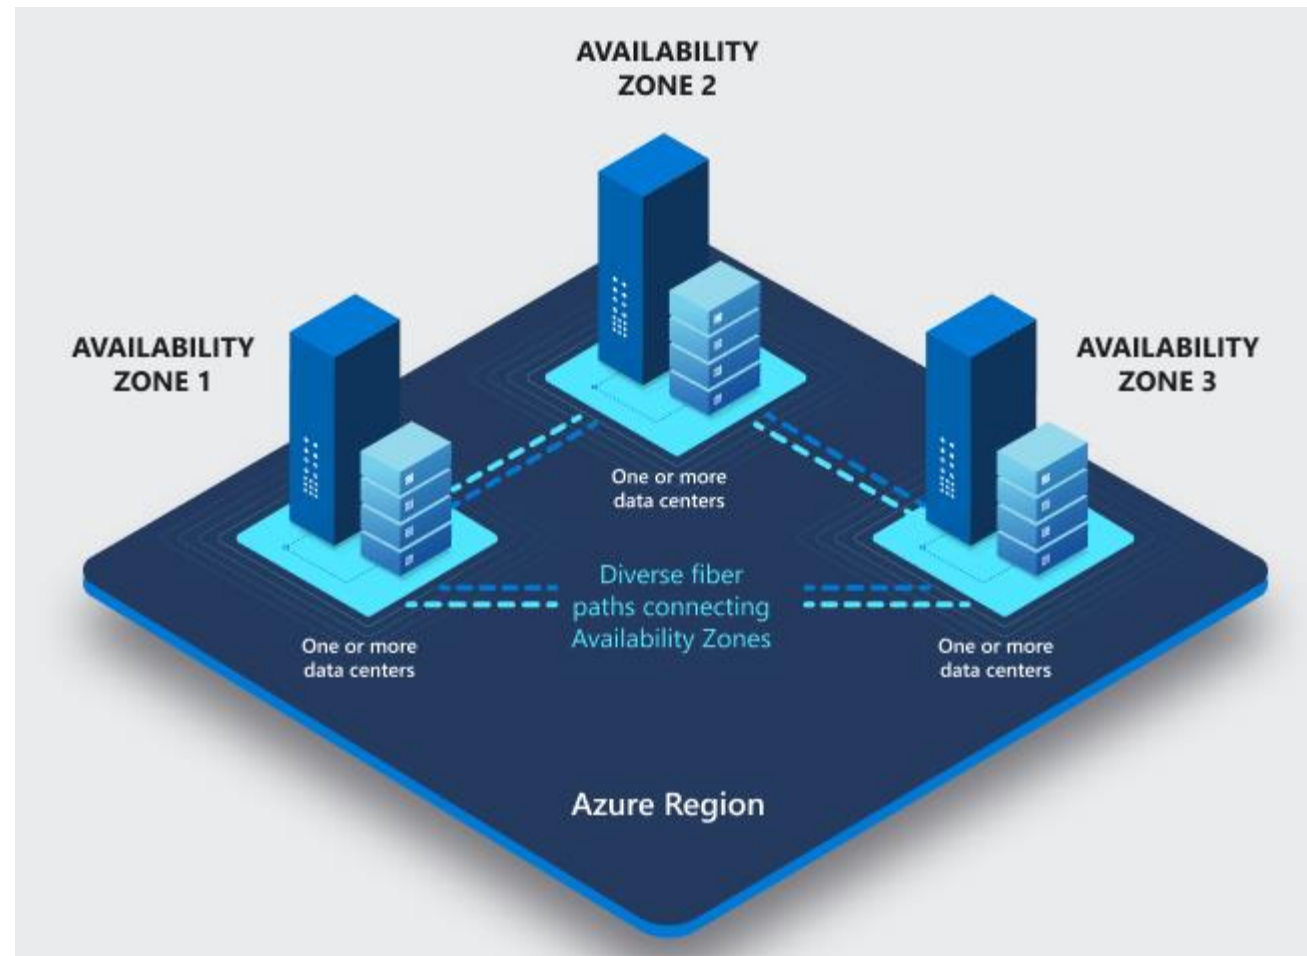 AVAILABILITY
ZONE 2
AVAILABILITY
ZONE 1
AVAILABILITY
ZONE 3
One or more
data centers
Diverse fiber
paths connecting
Availability Zones
One or more
data centers
One or more
data centers
Azure Region